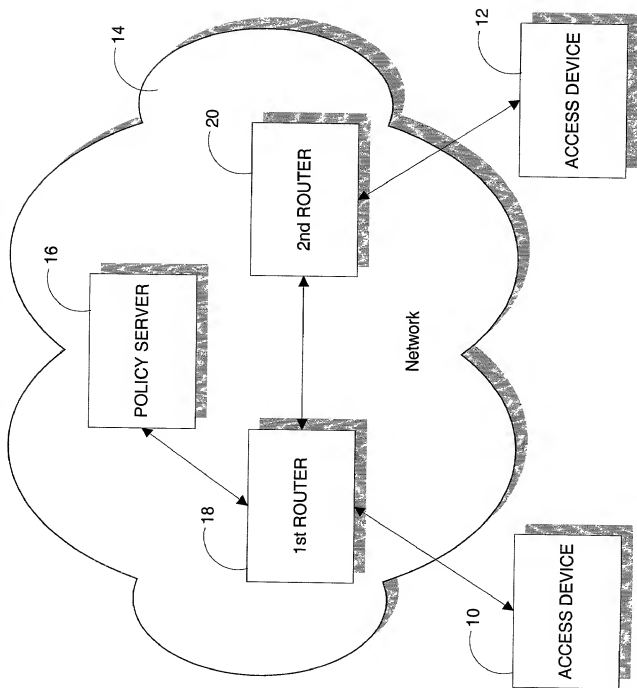 14
12
20
16
ACCESS DEVICE
2nd ROUTER
POLICY SERVER
Network
18
1st ROUTER
10
ACCESS DEVICE